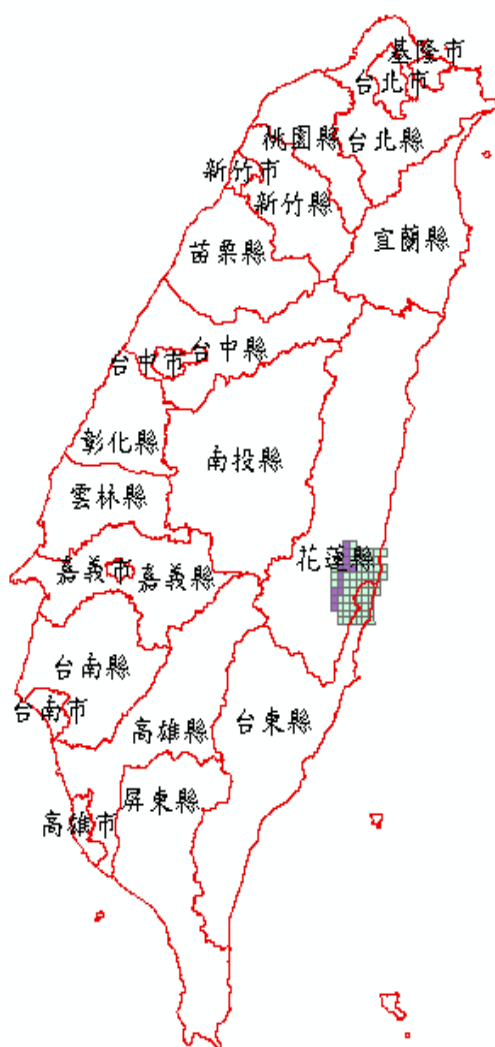 基隆市
台北市
桃園縣
台北縣
新竹市
新竹縣
宜蘭縣
苗栗縣
台中市
台中縣
彰化縣
南投縣
雲林縣
花蓮縣
嘉義市
嘉義縣
台南縣
台南市
高雄縣
台東縣
屏東縣
高雄市